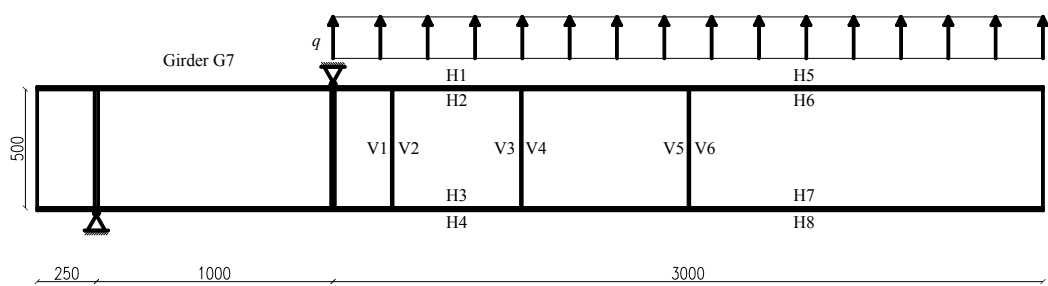 q
Girder G7
H1 H5
H2 H6
500
V1 V2 V3 V4 V5 V6
H3 H7
H4 H8
250 1000 3000